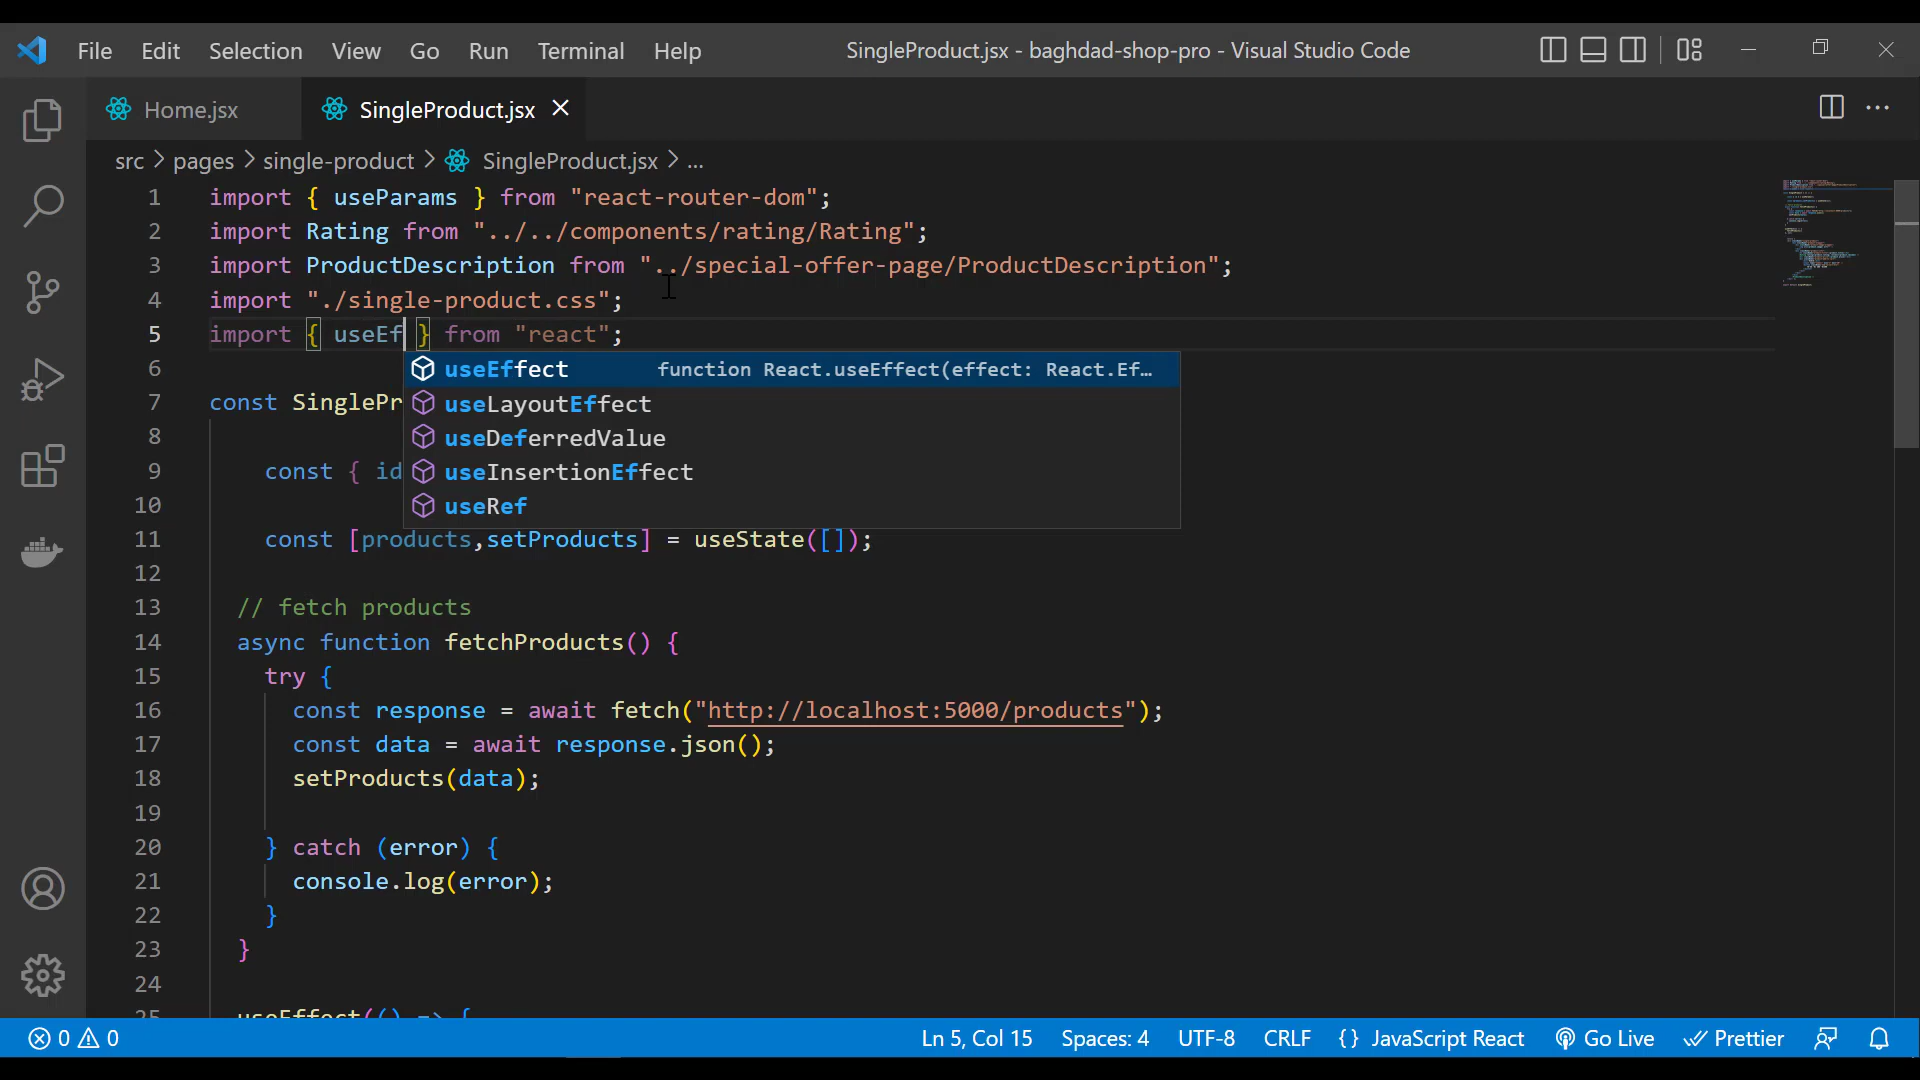 File Edit Selection View Go Run Terminal Help SingleProduct.jsx - baghdad-shop-pro - Visual Studio Code
Home.jsx SingleProduct.jsx
src > pages > single-product > SingleProduct.jsx > ...
1 import { useParams } from "react-router-dom";
2 import Rating from "../../components/rating/Rating";
3 import ProductDescription from "../special-offer-page/ProductDescription";
4 import "./single-product.css";
5 import { useEf } from "react";
6 useEffect function React.useEffect(effect: React.Ef…
7 const SinglePr useLayoutEffect
8 useDeferredValue
9 const { id useInsertionEffect
10 useRef
11 const [products,setProducts] = useState([]);
12
13 // fetch products
14 async function fetchProducts() {
15 try {
16 const response = await fetch("http://localhost:5000/products");
17 const data = await response.json();
18 setProducts(data);
19
20 } catch (error) {
21 console.log(error);
22 }
23 }
24
25 useEffect(() => {
0 0 Ln 5, Col 15 Spaces: 4 UTF-8 CRLF {} JavaScript React Go Live Prettier